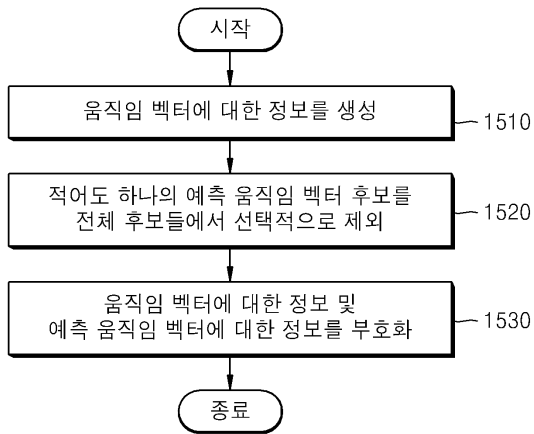 시작
움직임 벡터에 대한 정보를 생성
1510
적어도 하나의 예측 움직임 벡터 후보를
전체 후보들에서 선택적으로 제외
1520
움직임 벡터에 대한 정보 및
예측 움직임 벡터에 대한 정보를 부호화
1530
종료